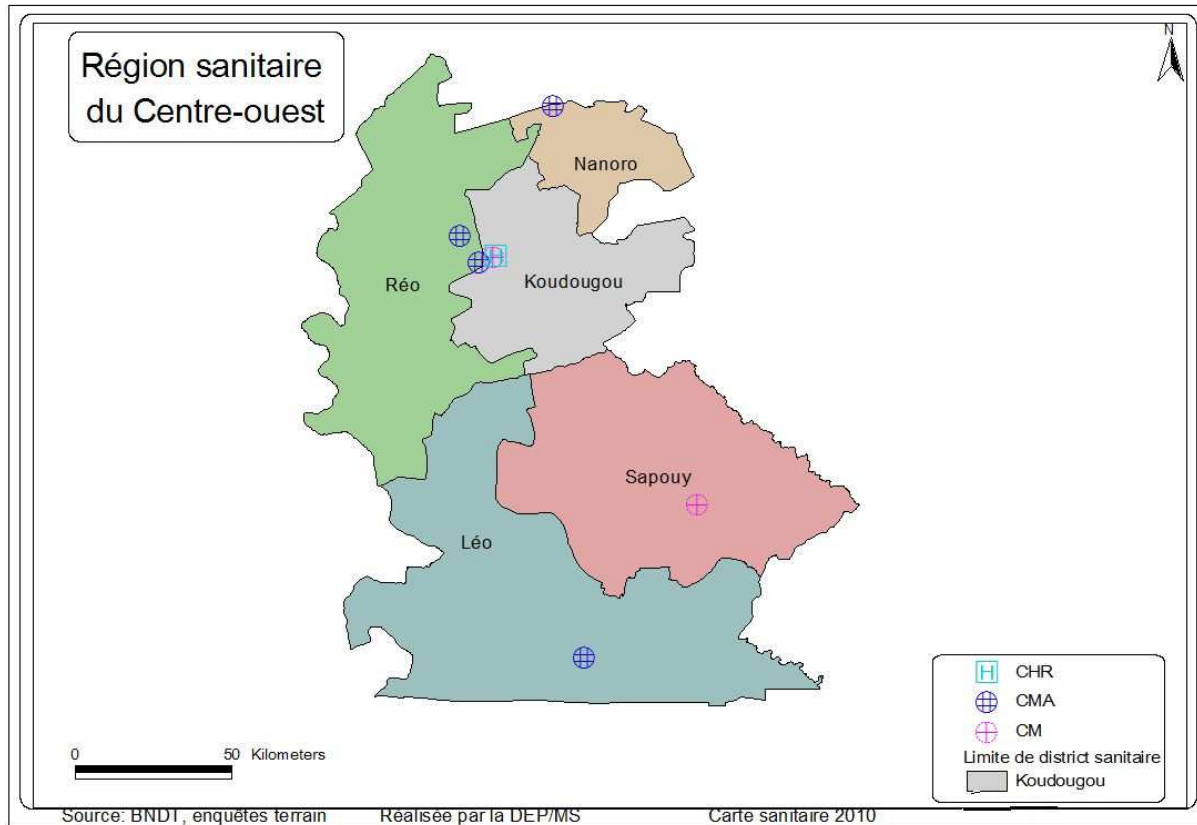 Région sanitaire
du Centre-ouest
N
Nanoro
Réo
H
Koudougou
Sapouy
Léo
H CHR
CMA
CM
Limite de district sanitaire
Koudougou
0 50 Kilometers
Source: BNDT, enquêtes terrain Réalisée par la DEP/MS Carte sanitaire 2010